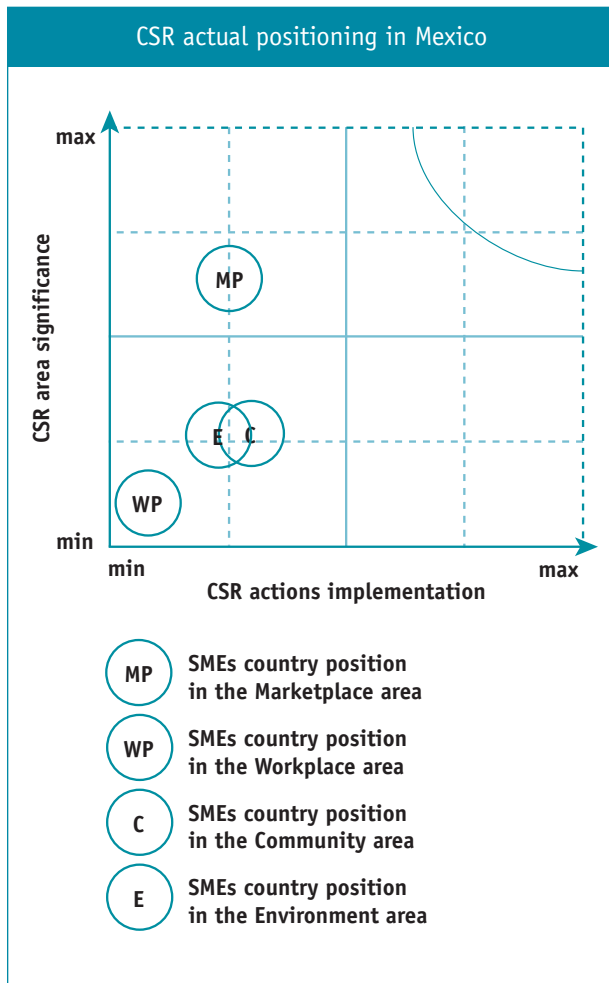 CSR actual positioning in Mexico
max
CSR area significance
MP
E
C
WP
min
min
max
CSR actions implementation
MP
SMEs country position
in the Marketplace area
WP
SMEs country position
in the Workplace area
C
SMEs country position
in the Community area
E
SMEs country position
in the Environment area